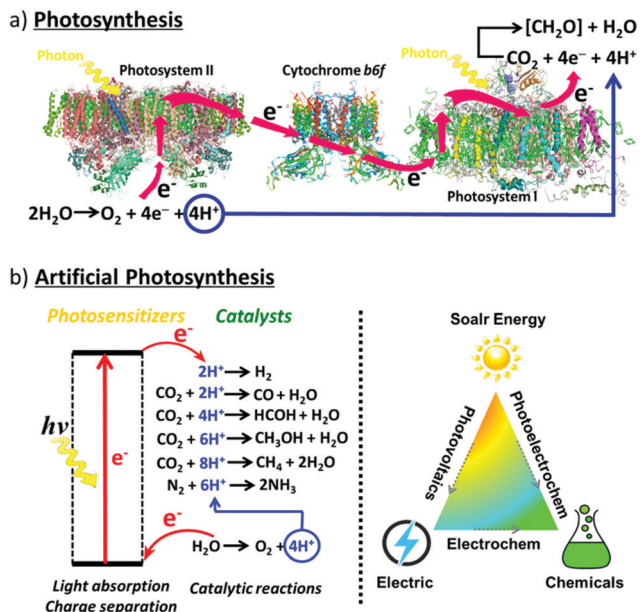 a) Photosynthesis
[CH₂O] + H₂O
CO₂ + 4e⁻ + 4H⁺
Photon
Photosystem II
Cytochrome b6f
Photon
e⁻
e⁻
e⁻
e⁻
Photosystem I
2H₂O→O₂ + 4e⁻ + 4H⁺
b) Artificial Photosynthesis
Photosensitizers
Catalysts
e⁻
2H⁺→H₂
CO₂ + 2H⁺→CO + H₂O
CO₂ + 4H⁺→HCOH + H₂O
CO₂ + 6H⁺→CH₃OH + H₂O
CO₂ + 8H⁺→CH₄ + 2H₂O
N₂ + 6H⁺→2NH₃
hν
e⁻
e⁻
H₂O → O₂ + 4H⁺
Light absorption
Charge separation
Catalytic reactions
Soalr Energy
Photovoltaics
Photoelectrochem
Electrochem
Electric
Chemicals